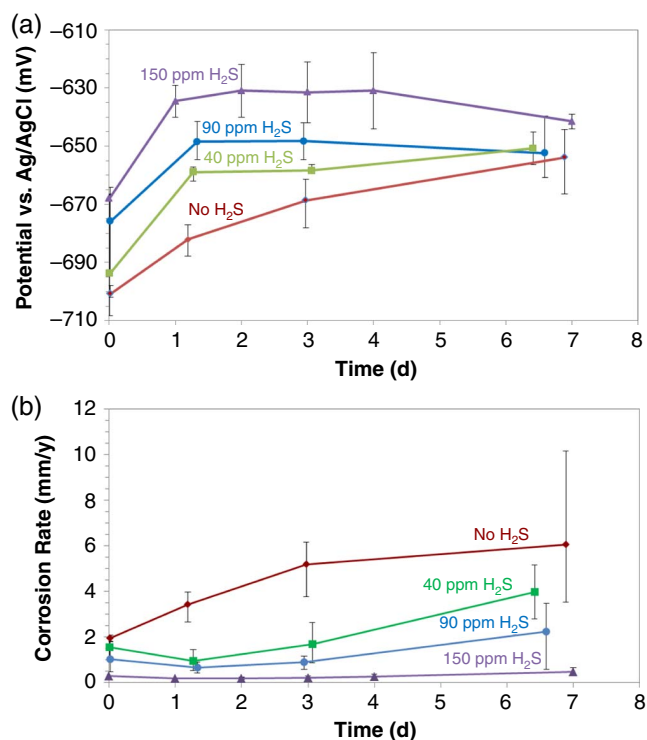 (a)
Potential vs. Ag/AgCl (mV)
−610
−630
−650
−670
−690
−710
150 ppm H₂S
90 ppm H₂S
40 ppm H₂S
No H₂S
0 1 2 3 4 5 6 7 8
Time (d)
(b)
Corrosion Rate (mm/y)
12
10
8
6
4
2
0
No H₂S
40 ppm H₂S
90 ppm H₂S
150 ppm H₂S
0 1 2 3 4 5 6 7 8
Time (d)